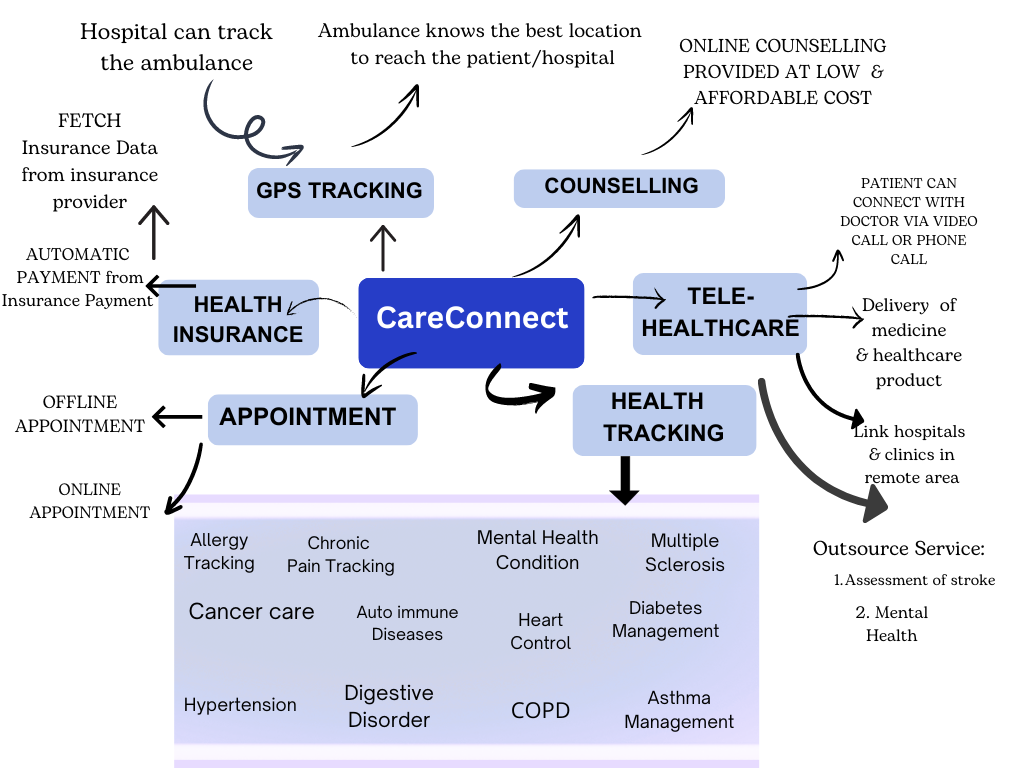 Hospital can track
the ambulance
Ambulance knows the best location
to reach the patient/hospital
ONLINE COUNSELLING
PROVIDED AT LOW &
AFFORDABLE COST
FETCH
Insurance Data
from insurance
provider
GPS TRACKING
COUNSELLING
PATIENT CAN
CONNECT WITH
DOCTOR VIA VIDEO
CALL OR PHONE
CALL
AUTOMATIC
PAYMENT from
Insurance Payment
HEALTH
INSURANCE
CareConnect
TELE-
HEALTHCARE
Delivery of
medicine
& healthcare
product
OFFLINE
APPOINTMENT
APPOINTMENT
HEALTH
TRACKING
Link hospitals
& clinics in
remote area
ONLINE
APPOINTMENT
Outsource Service:
1.Assessment of stroke
2. Mental
Health
Allergy
Tracking
Chronic
Pain Tracking
Mental Health
Condition
Multiple
Sclerosis
Cancer care
Auto immune
Diseases
Heart
Control
Diabetes
Management
Hypertension
Digestive
Disorder
COPD
Asthma
Management